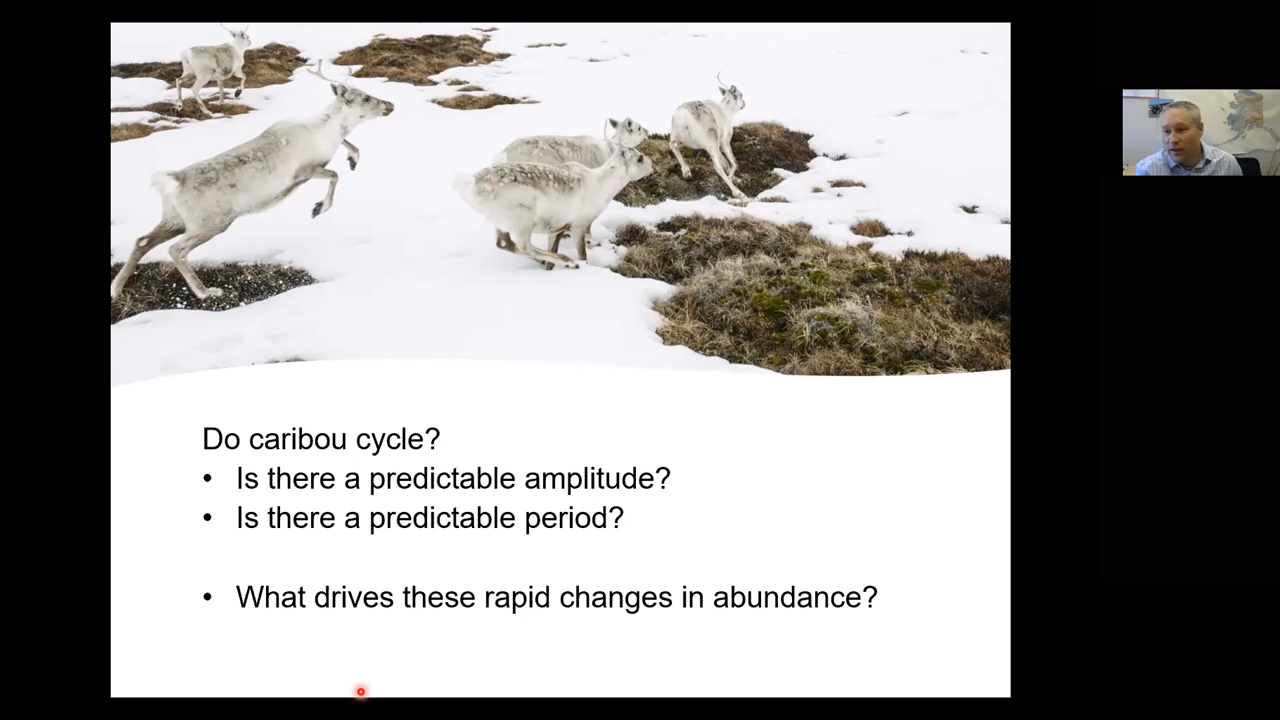 Do caribou cycle?
• Is there a predictable amplitude?
• Is there a predictable period?
• What drives these rapid changes in abundance?